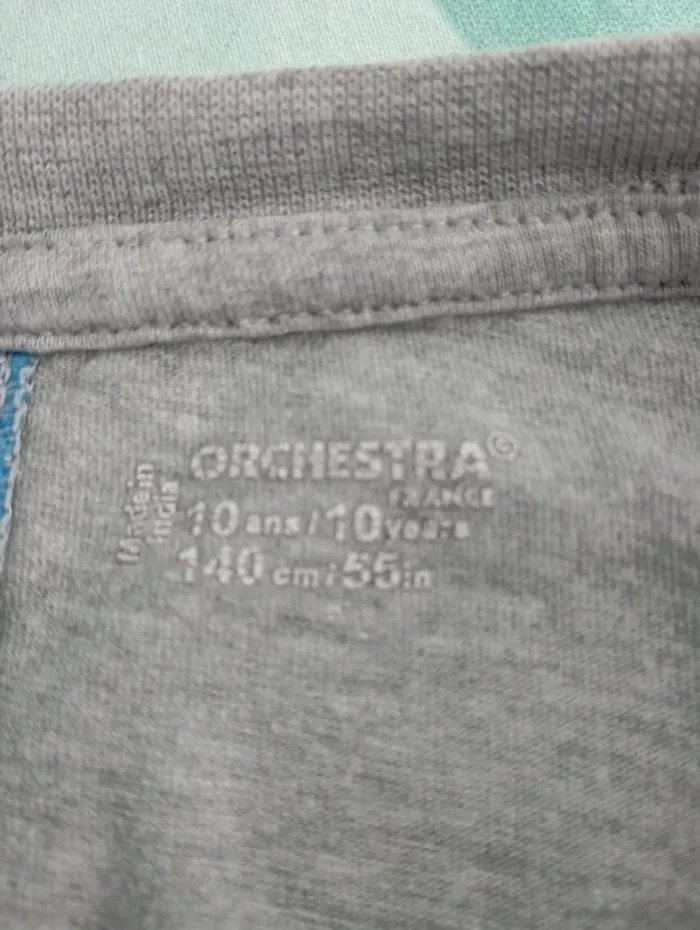 ORCHESTRA©
FRANCE
10 ans / 10 years
140 cm / 55 in
Made in
India